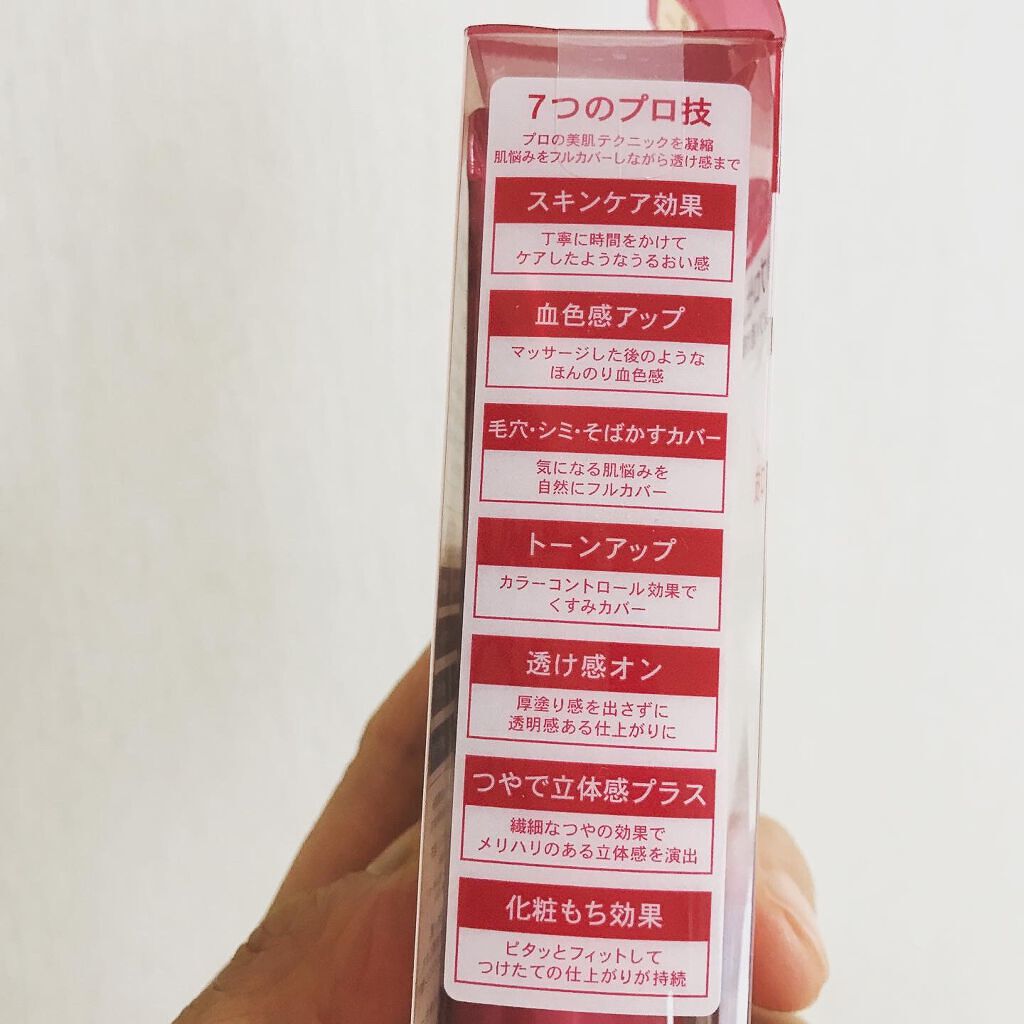 7つのプロ技
プロの美肌テクニックを凝縮
肌悩みをフルカバーしながら透け感まで
スキンケア効果
丁寧に時間をかけて
ケアしたようなうるおい感
血色感アップ
マッサージした後のような
ほんのり血色感
毛穴・シミ・そばかすカバー
気になる肌悩みを
自然にフルカバー
トーンアップ
カラーコントロール効果で
くすみカバー
透け感オン
厚塗り感を出さずに
透明感ある仕上がりに
つやで立体感プラス
繊細なつやの効果で
メリハリのある立体感を演出
化粧もち効果
ピタッとフィットして
つけたての仕上がりが持続